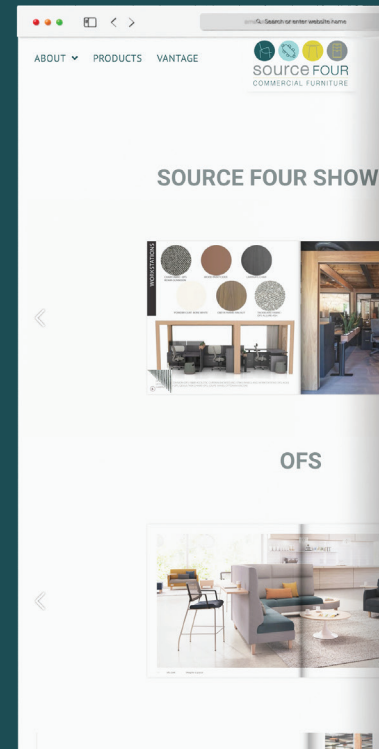 Search or enter website name
ABOUT
PRODUCTS
VANTAGE
source FOUR
COMMERCIAL FURNITURE
SOURCE FOUR SHOW
WORKSTATIONS
OFS